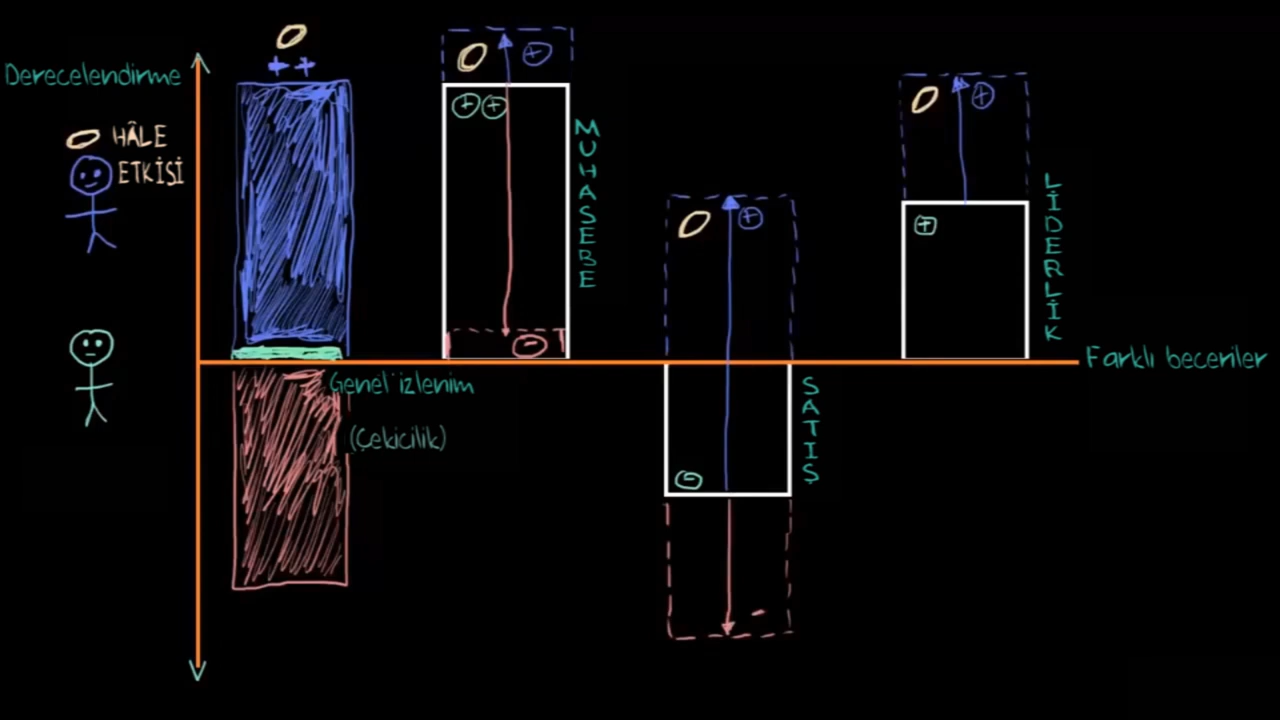 Derecelendirme
HÂLE
ETKİSİ
Genel izlenim
(Çekicilik)
MUHASEBE
SATIŞ
LİDERLİK
Farklı beceriler